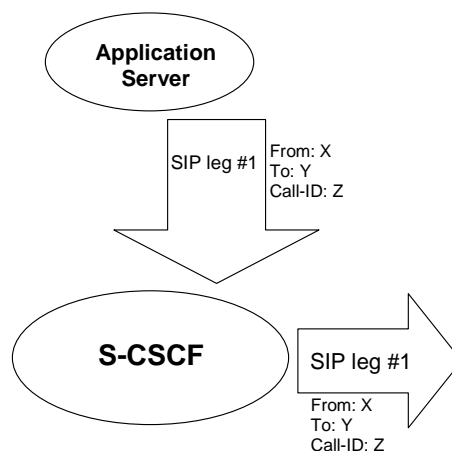 Application
Server
SIP leg #1
From: X
To: Y
Call-ID: Z
S-CSCF
SIP leg #1
From: X
To: Y
Call-ID: Z